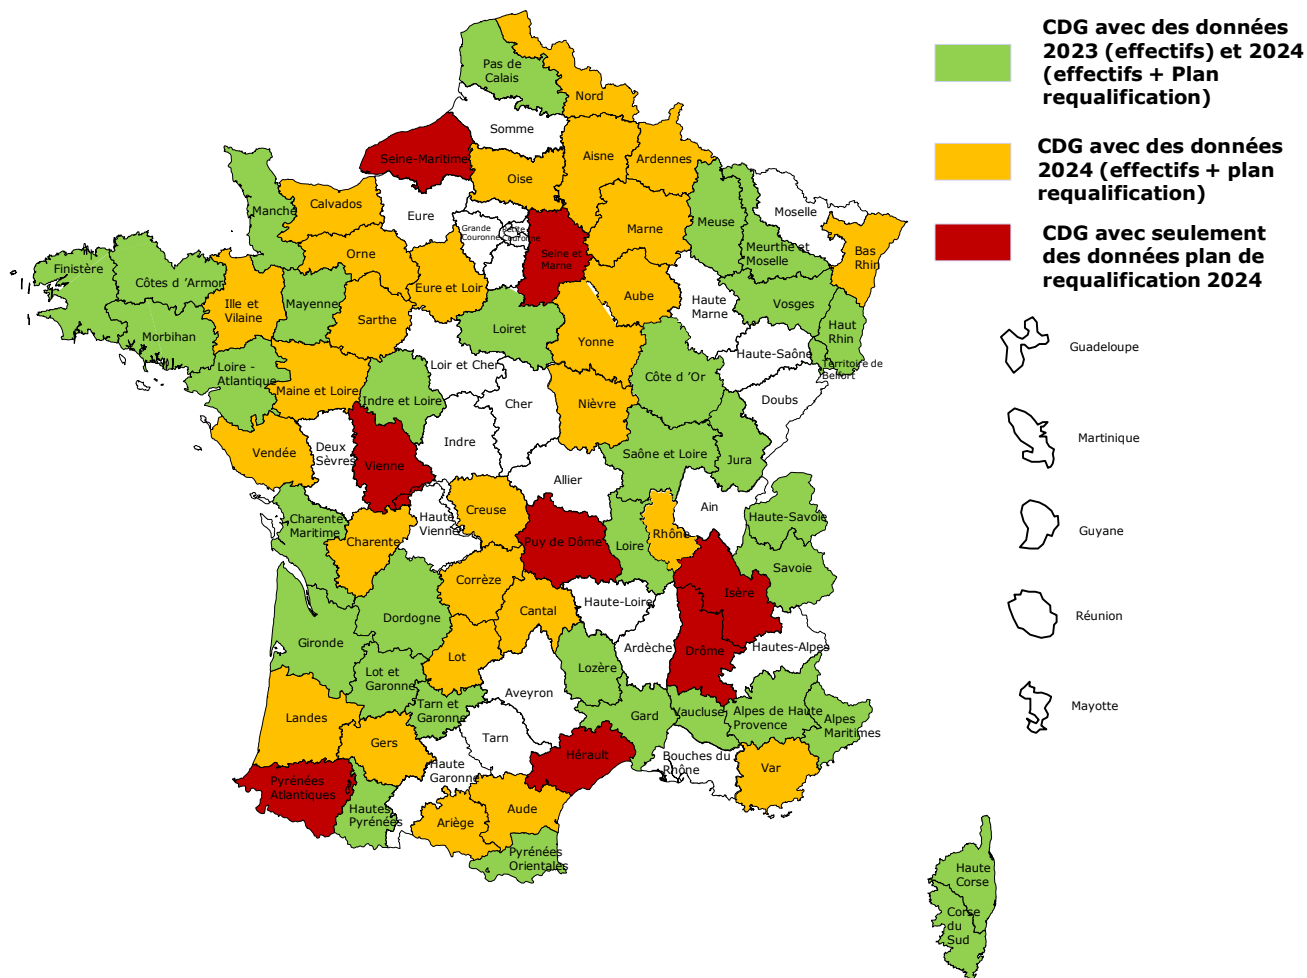 CDG avec des données
2023 (effectifs) et 2024
(effectifs + Plan
requalification)
CDG avec des données
2024 (effectifs + plan
requalification)
CDG avec seulement
des données plan de
requalification 2024
Guadeloupe
Martinique
Guyane
Réunion
Mayotte
Pas de
Calais
Nord
Somme
Seine-Maritime
Oise
Aisne
Ardennes
Manche
Calvados
Eure
Grande
Couronne
Petite
Couronne
Seine et
Marne
Marne
Meuse
Moselle
Meurthe et
Moselle
Bas
Rhin
Finistère
Côtes d ’Armor
Morbihan
Ille et
Vilaine
Mayenne
Orne
Sarthe
Eure et Loir
Loiret
Yonne
Aube
Haute
Marne
Vosges
Haut
Rhin
Territoire de
Belfort
Loire -
Atlantique
Maine et Loire
Indre et Loire
Loir et Cher
Cher
Nièvre
Côte d ’Or
Haute-Saône
Doubs
Vendée
Deux
Sèvres
Vienne
Indre
Allier
Saône et Loire
Jura
Charente
Maritime
Charente
Haute
Vienne
Creuse
Puy de Dôme
Loire
Rhône
Ain
Haute-Savoie
Savoie
Isère
Gironde
Dordogne
Corrèze
Cantal
Haute-Loire
Ardèche
Drôme
Hautes-Alpes
Lot et
Garonne
Lot
Tarn et
Garonne
Aveyron
Lozère
Gard
Vaucluse
Alpes de Haute
Provence
Alpes
Maritimes
Landes
Gers
Tarn
Haute
Garonne
Hérault
Bouches du
Rhône
Var
Pyrénées
Atlantiques
Hautes
Pyrénées
Ariège
Aude
Pyrénées
Orientales
Haute
Corse
Corse
du
Sud